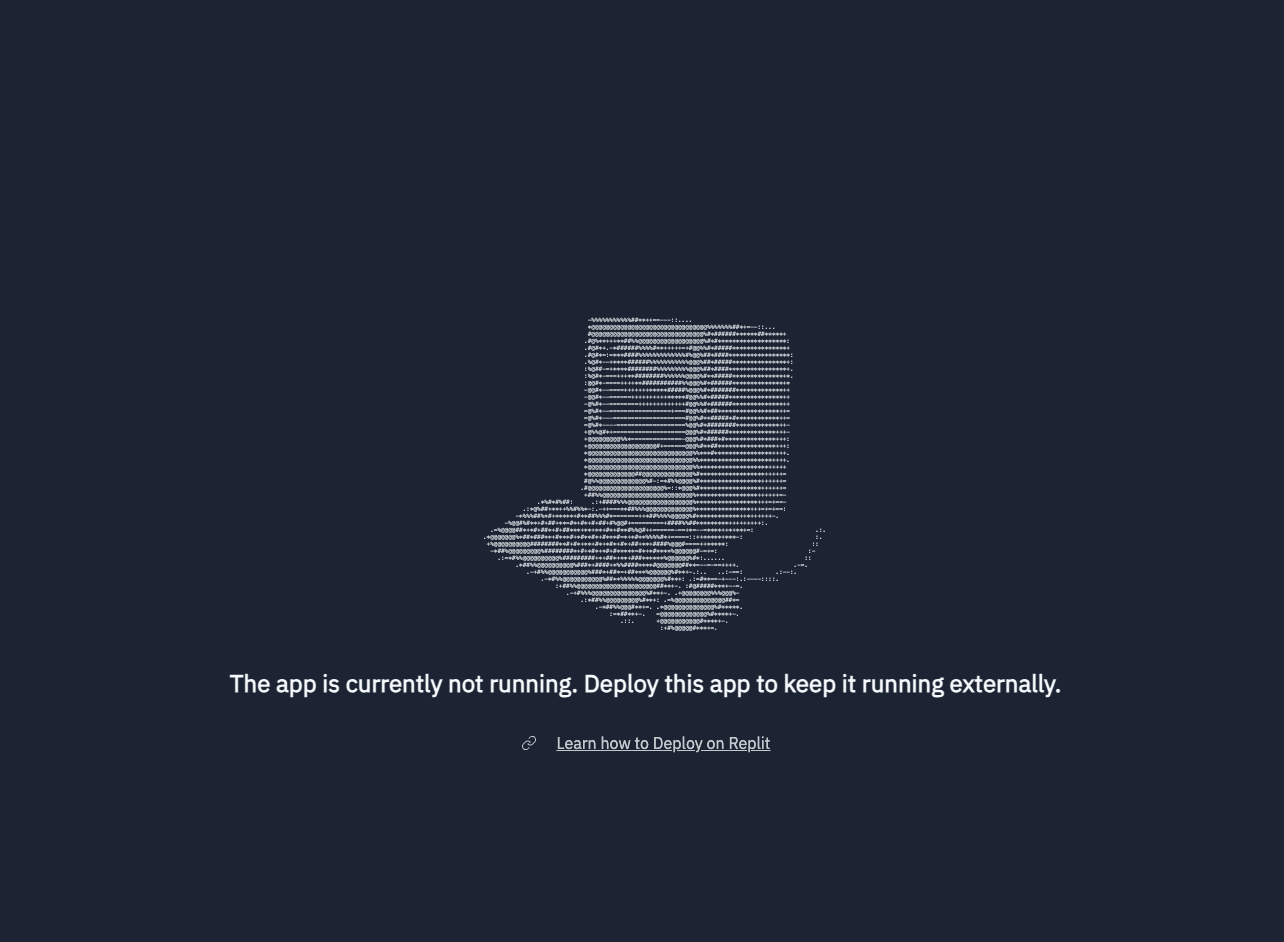 The app is currently not running. Deploy this app to keep it running externally.
Learn how to Deploy on Replit